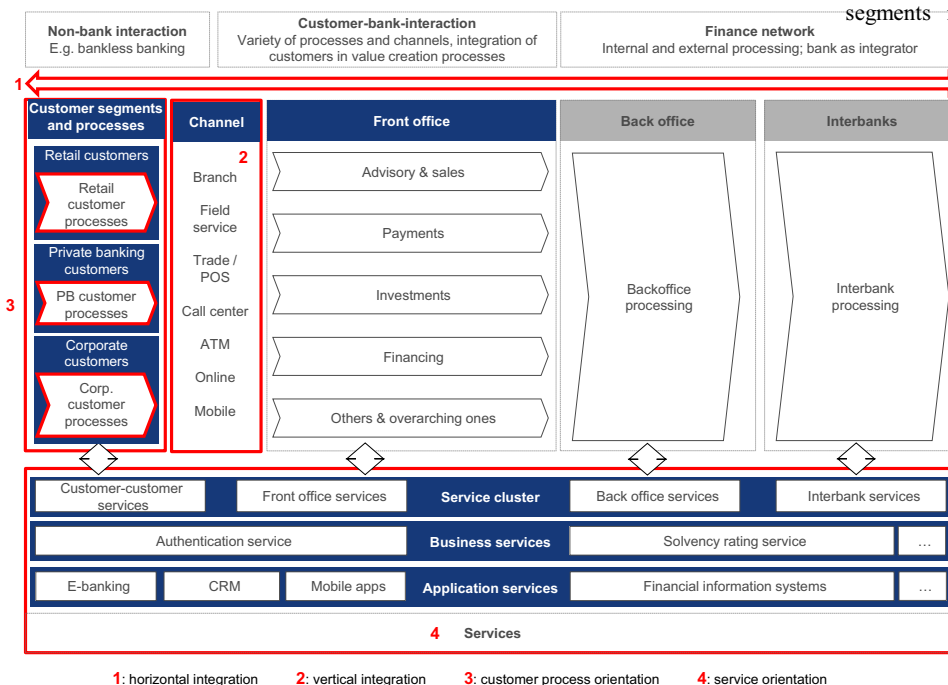 segments
Non-bank interaction
E.g. bankless banking
Customer-bank-interaction
Variety of processes and channels, integration of
customers in value creation processes
Finance network
Internal and external processing; bank as integrator
1
Customer segments
and processes
Channel
Front office
Back office
Interbanks
Retail customers
Retail
customer
processes
Private banking
customers
PB customer
processes
3
Corporate
customers
Corp.
customer
processes
2
Branch
Field
service
Trade /
POS
Call center
ATM
Online
Mobile
Advisory & sales
Payments
Investments
Financing
Others & overarching ones
Backoffice
processing
Interbank
processing
Customer-customer
services
Front office services
Service cluster
Back office services
Interbank services
Authentication service
Business services
Solvency rating service
…
E-banking
CRM
Mobile apps
Application services
Financial information systems
…
4 Services
1: horizontal integration 2: vertical integration 3: customer process orientation 4: service orientation